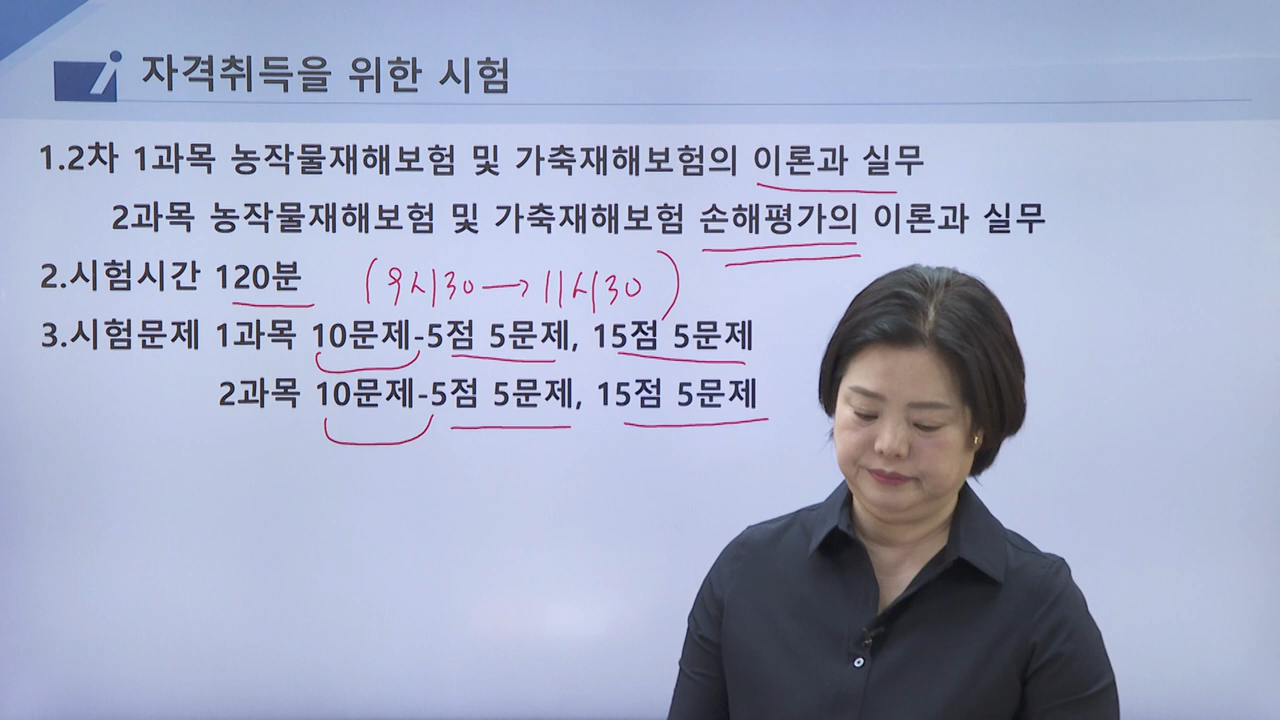 자격취득을 위한 시험
1.2차 1과목 농작물재해보험 및 가축재해보험의 이론과 실무
2과목 농작물재해보험 및 가축재해보험 손해평가의 이론과 실무
2.시험시간 120분 (9시30→11시30)
3.시험문제 1과목 10문제-5점 5문제, 15점 5문제
2과목 10문제-5점 5문제, 15점 5문제